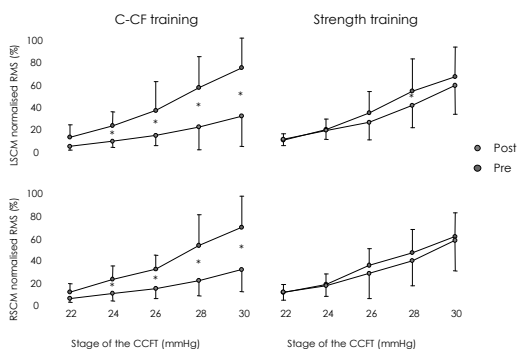 C-CF training
Strength training
LSCM normalised RMS (%)
100
80
60
40
20
0
*
*
*
*
*
Post
Pre
RSCM normalised RMS (%)
100
80
60
40
20
0
*
*
*
*
22 24 26 28 30
22 24 26 28 30
Stage of the CCFT (mmHg)
Stage of the CCFT (mmHg)